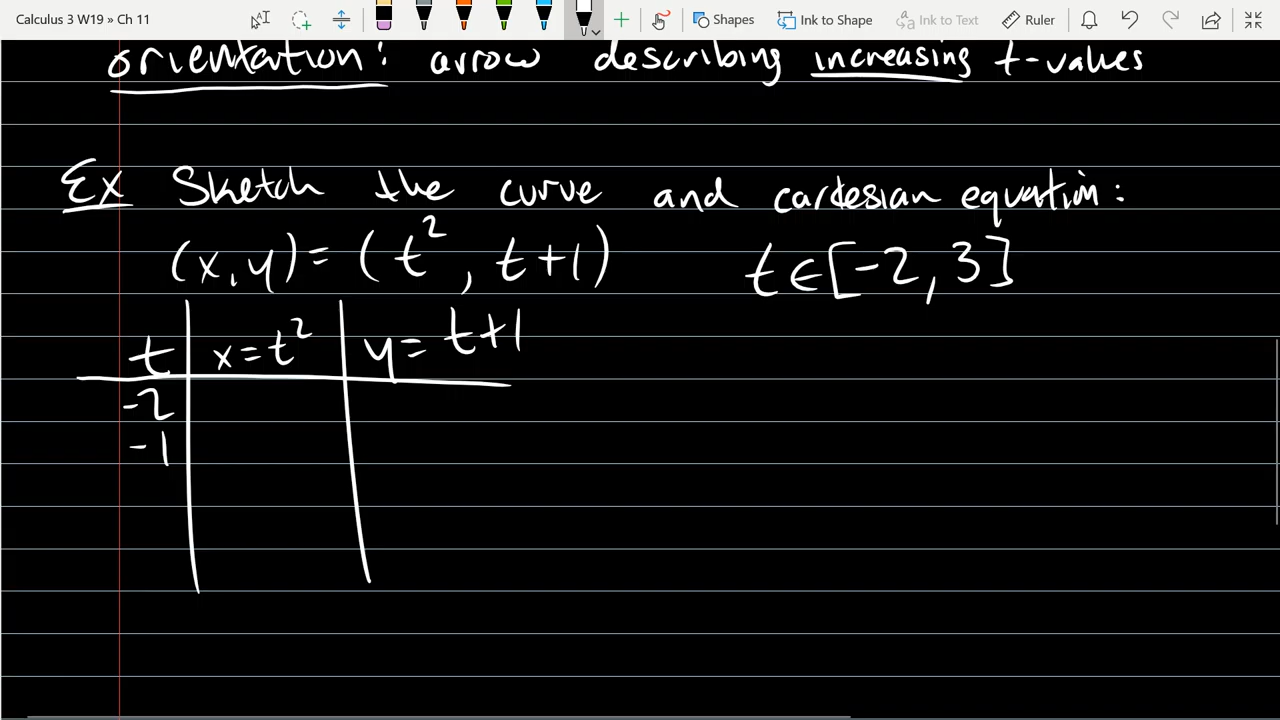 Calculus 3 W19 » Ch 11
Shapes Ink to Shape Ink to Text Ruler
orientation: arrow describing increasing t-values
Ex Sketch the curve and cartesian equation:
(x,y)=(t², t+1) t∈[-2,3]
t x=t² y=t+1
-2
-1